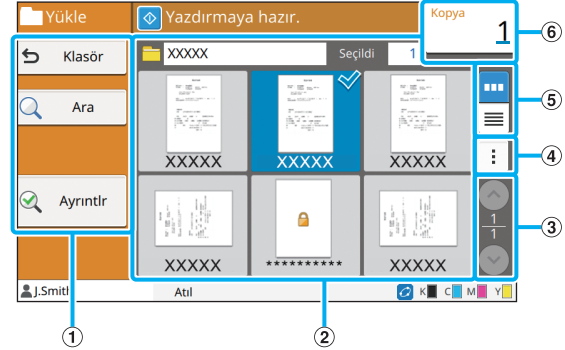 Yükle
Yazdırmaya hazır.
Kopya
1
Klasör
XXXXX
Seçildi
1
Ara
Ayrıntlr
XXXXX
XXXXX
XXXXX
XXXXX
**********
XXXXX
1
1
J.Smith
Atıl
K
C
M
Y
①
②
③
④
⑤
⑥